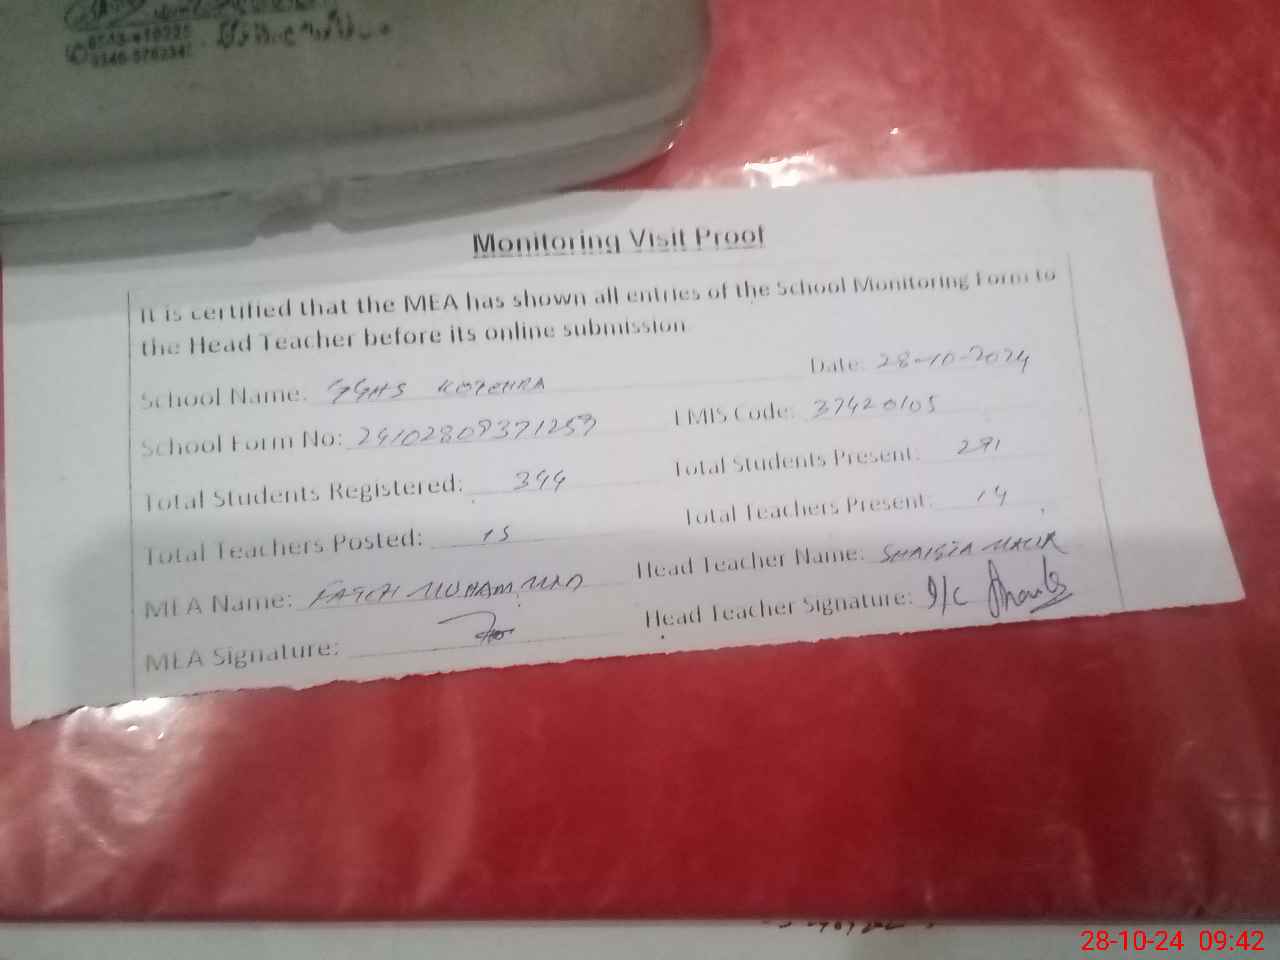 Monitoring Visit Proof
It is certified that the MEA has shown all entries of the School Monitoring Form to
the Head Teacher before its online submission
School Name: GGHS KOTEHRA Date: 28-10-2024
School Form No: 24102809371259 EMIS Code: 37420105
Total Students Registered: 344 Total Students Present: 291
Total Teachers Posted: 15 Total Teachers Present: 14
MEA Name: FATEH MUHAMMAD Head Teacher Name: SHAISTA MALIK
MEA Signature: Head Teacher Signature: I/C
28-10-24 09:42